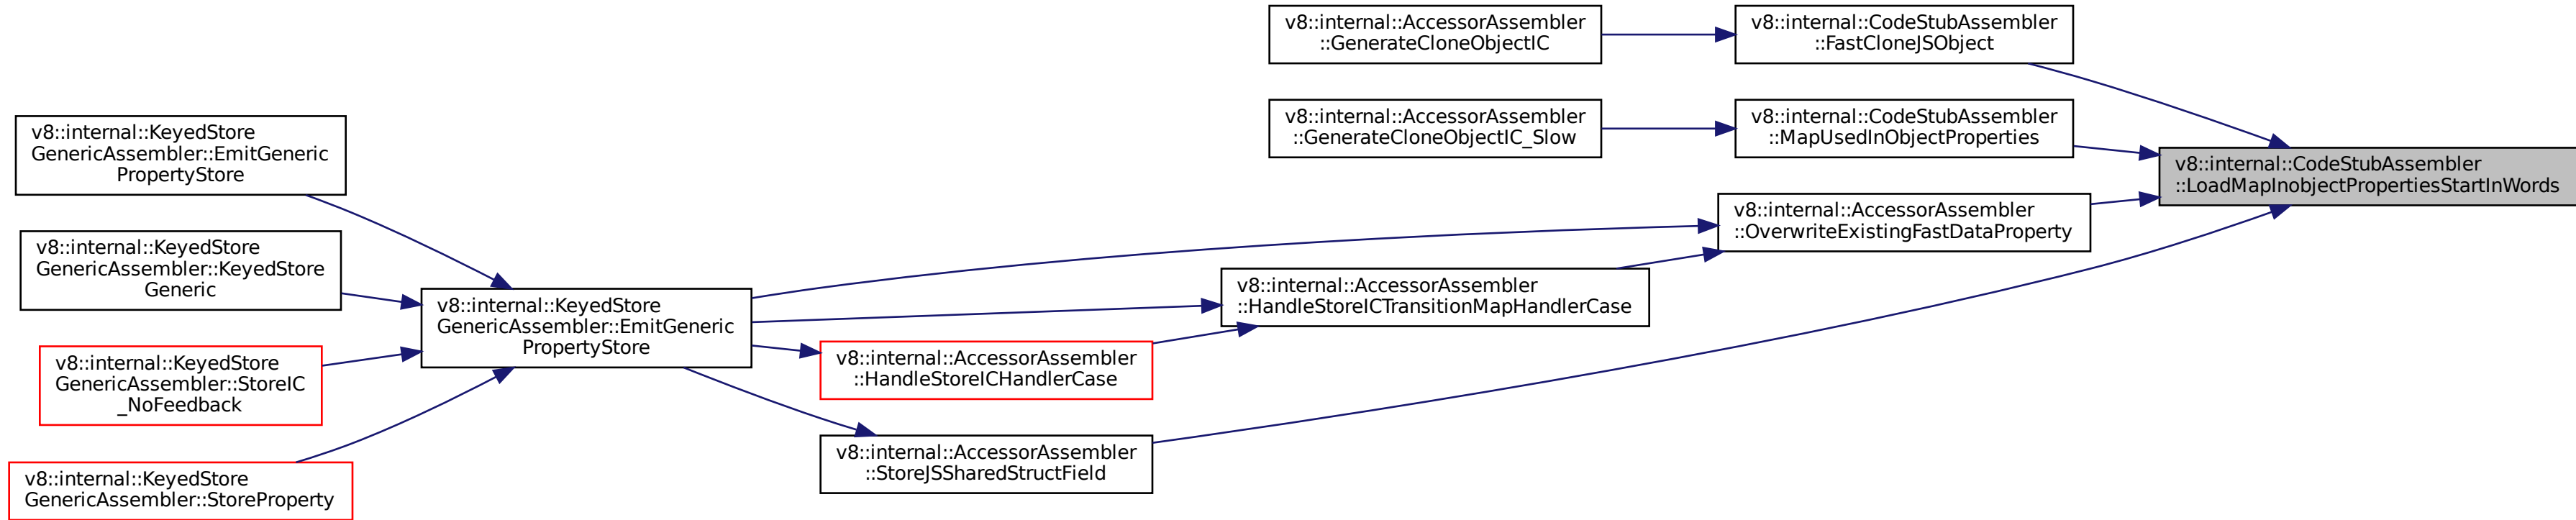 v8::internal::AccessorAssembler
::GenerateCloneObjectIC
v8::internal::CodeStubAssembler
::FastCloneJSObject
v8::internal::AccessorAssembler
::GenerateCloneObjectIC_Slow
v8::internal::CodeStubAssembler
::MapUsedInObjectProperties
v8::internal::KeyedStore
GenericAssembler::EmitGeneric
PropertyStore
v8::internal::CodeStubAssembler
::LoadMapInobjectPropertiesStartInWords
v8::internal::AccessorAssembler
::OverwriteExistingFastDataProperty
v8::internal::KeyedStore
GenericAssembler::KeyedStore
Generic
v8::internal::AccessorAssembler
::HandleStoreICTransitionMapHandlerCase
v8::internal::KeyedStore
GenericAssembler::EmitGeneric
PropertyStore
v8::internal::AccessorAssembler
::HandleStoreICHandlerCase
v8::internal::KeyedStore
GenericAssembler::StoreIC
_NoFeedback
v8::internal::AccessorAssembler
::StoreJSSharedStructField
v8::internal::KeyedStore
GenericAssembler::StoreProperty